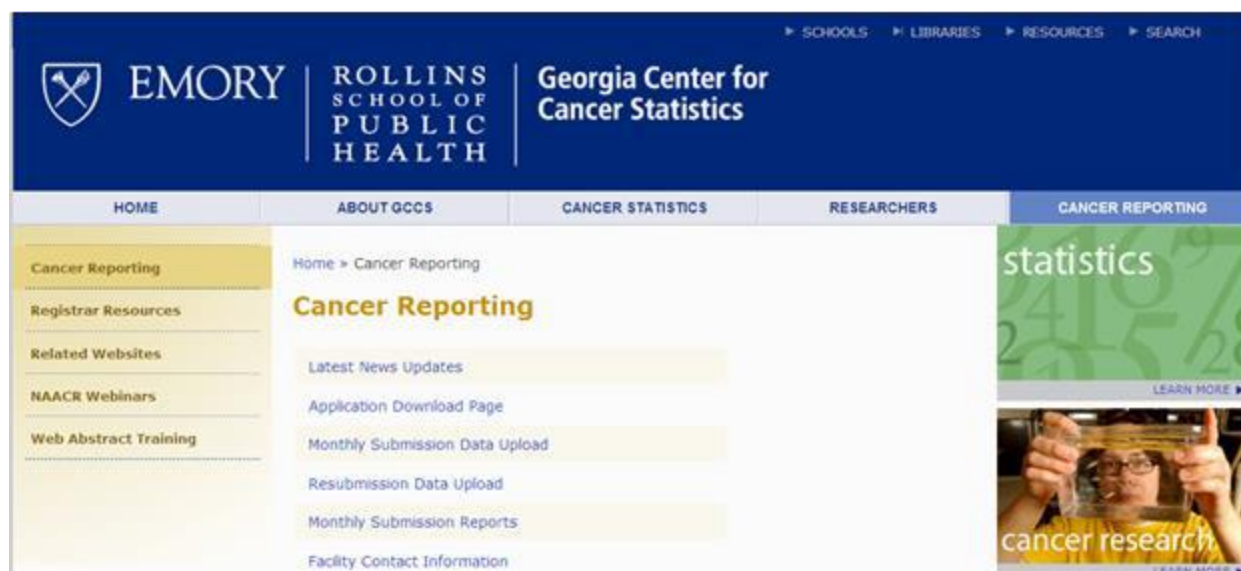 SCHOOLS LIBRARIES RESOURCES SEARCH
EMORY
ROLLINS
SCHOOL OF
PUBLIC
HEALTH
Georgia Center for
Cancer Statistics
HOME ABOUT GCCS CANCER STATISTICS RESEARCHERS CANCER REPORTING
Cancer Reporting
Registrar Resources
Related Websites
NAACR Webinars
Web Abstract Training
Home » Cancer Reporting
Cancer Reporting
Latest News Updates
Application Download Page
Monthly Submission Data Upload
Resubmission Data Upload
Monthly Submission Reports
Facility Contact Information
statistics
LEARN MORE
cancer research
LEARN MORE